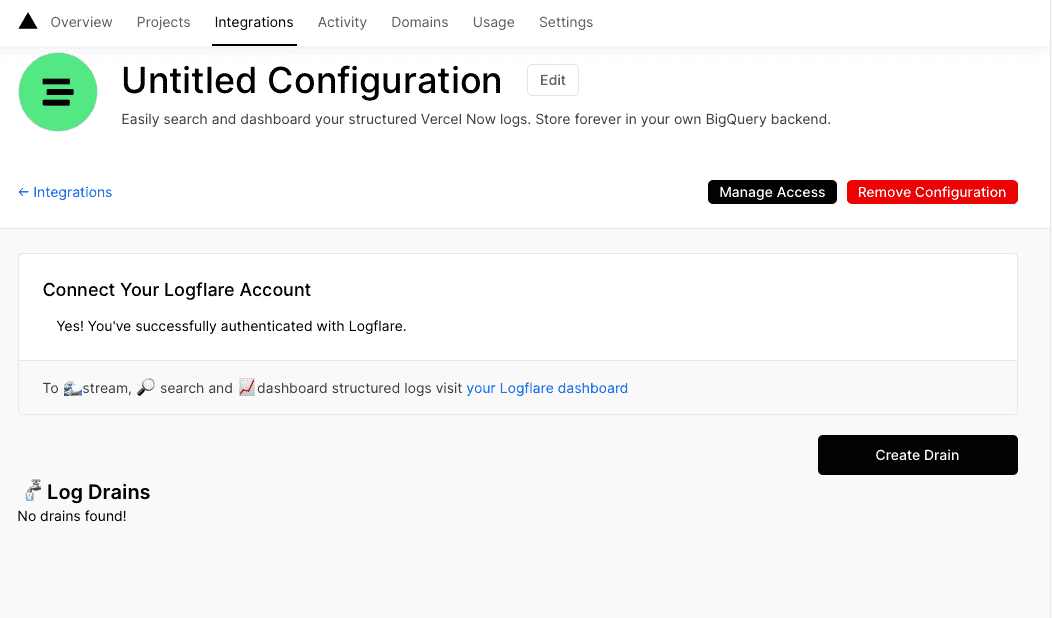 Overview Projects Integrations Activity Domains Usage Settings
Untitled Configuration Edit
Easily search and dashboard your structured Vercel Now logs. Store forever in your own BigQuery backend.
← Integrations Manage Access Remove Configuration
Connect Your Logflare Account
Yes! You've successfully authenticated with Logflare.
To 🌊stream, 🔎 search and 📈dashboard structured logs visit your Logflare dashboard
Create Drain
🚰 Log Drains
No drains found!